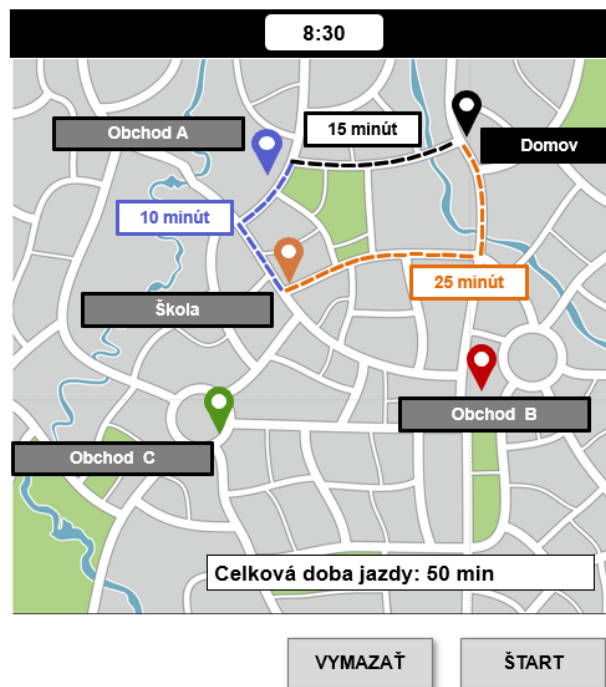 8:30
Obchod A
15 minút
Domov
10 minút
25 minút
Škola
Obchod B
Obchod C
Celková doba jazdy: 50 min
VYMAZAŤ
ŠTART